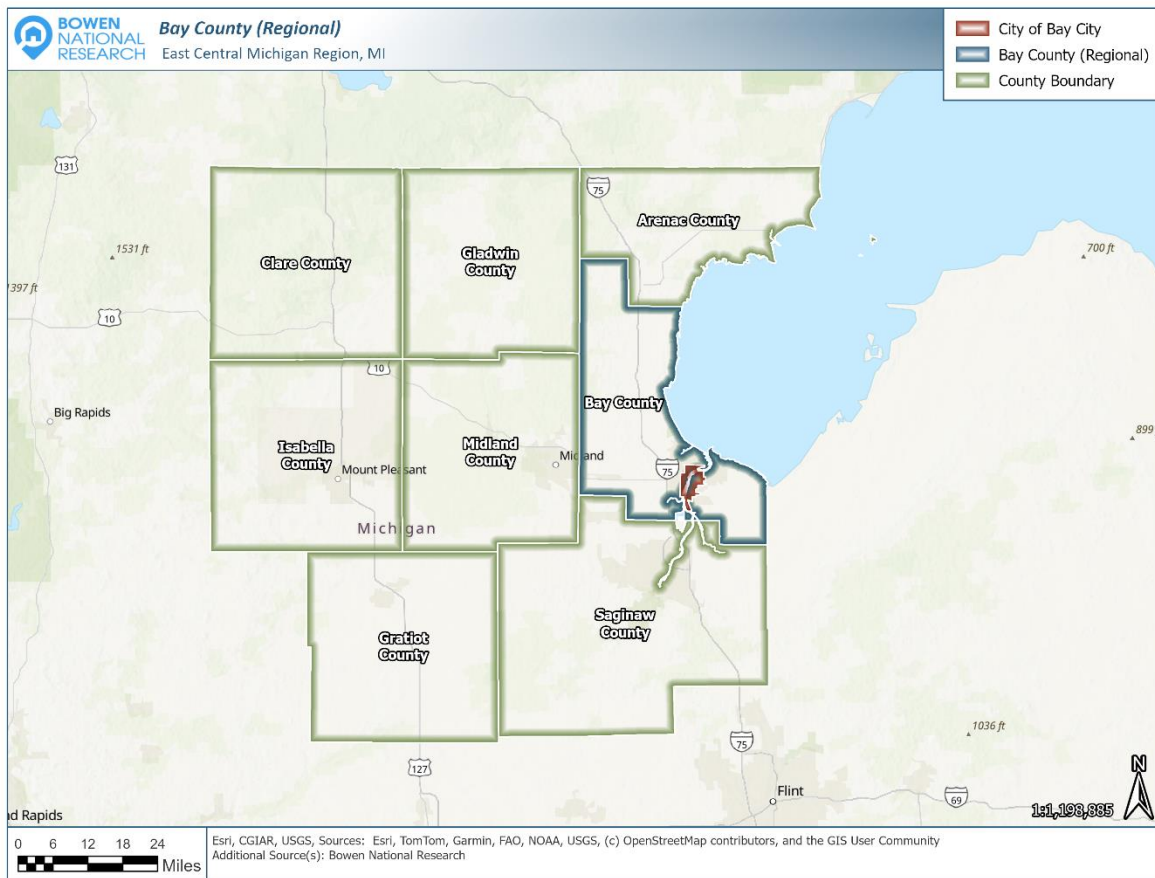 BOWEN
NATIONAL
RESEARCH
Bay County (Regional)
East Central Michigan Region, MI
City of Bay City
Bay County (Regional)
County Boundary
131
75
Arenac County
1531 ft
Clare County
Gladwin
County
700 ft
1397 ft
10
10
Bay County
Big Rapids
Isabella
County
Midland
County
Midland
899
Mount Pleasant
75
Michigan
Saginaw
County
Gratiot
County
1036 ft
75
127
Flint
69
nd Rapids
N
1:1,198,885
0 3 6 12 18 24
Miles
Esri, CGIAR, USGS, Sources: Esri, TomTom, Garmin, FAO, NOAA, USGS, (c) OpenStreetMap contributors, and the GIS User Community
Additional Source(s): Bowen National Research